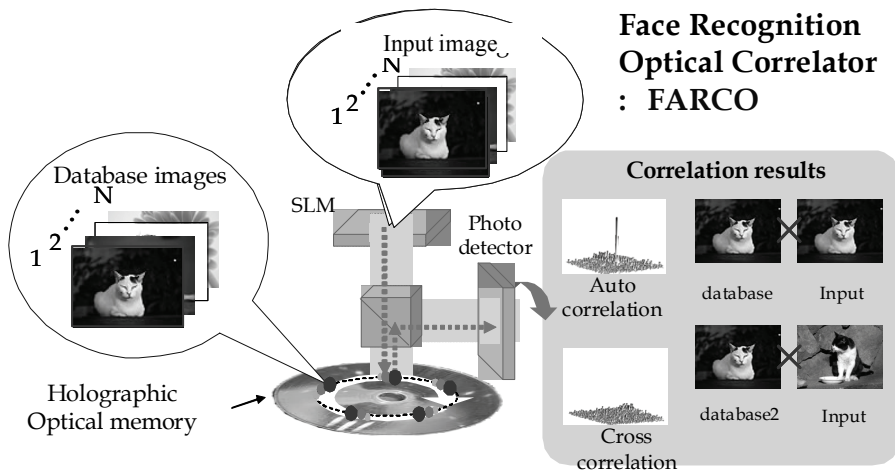 Face Recognition
Optical Correlator
: FARCO
Input image
1 2 N
Database images
1 2 N
SLM
Photo
detector
Holographic
Optical memory
Correlation results
Auto
correlation
database
Input
Cross
correlation
database2
Input